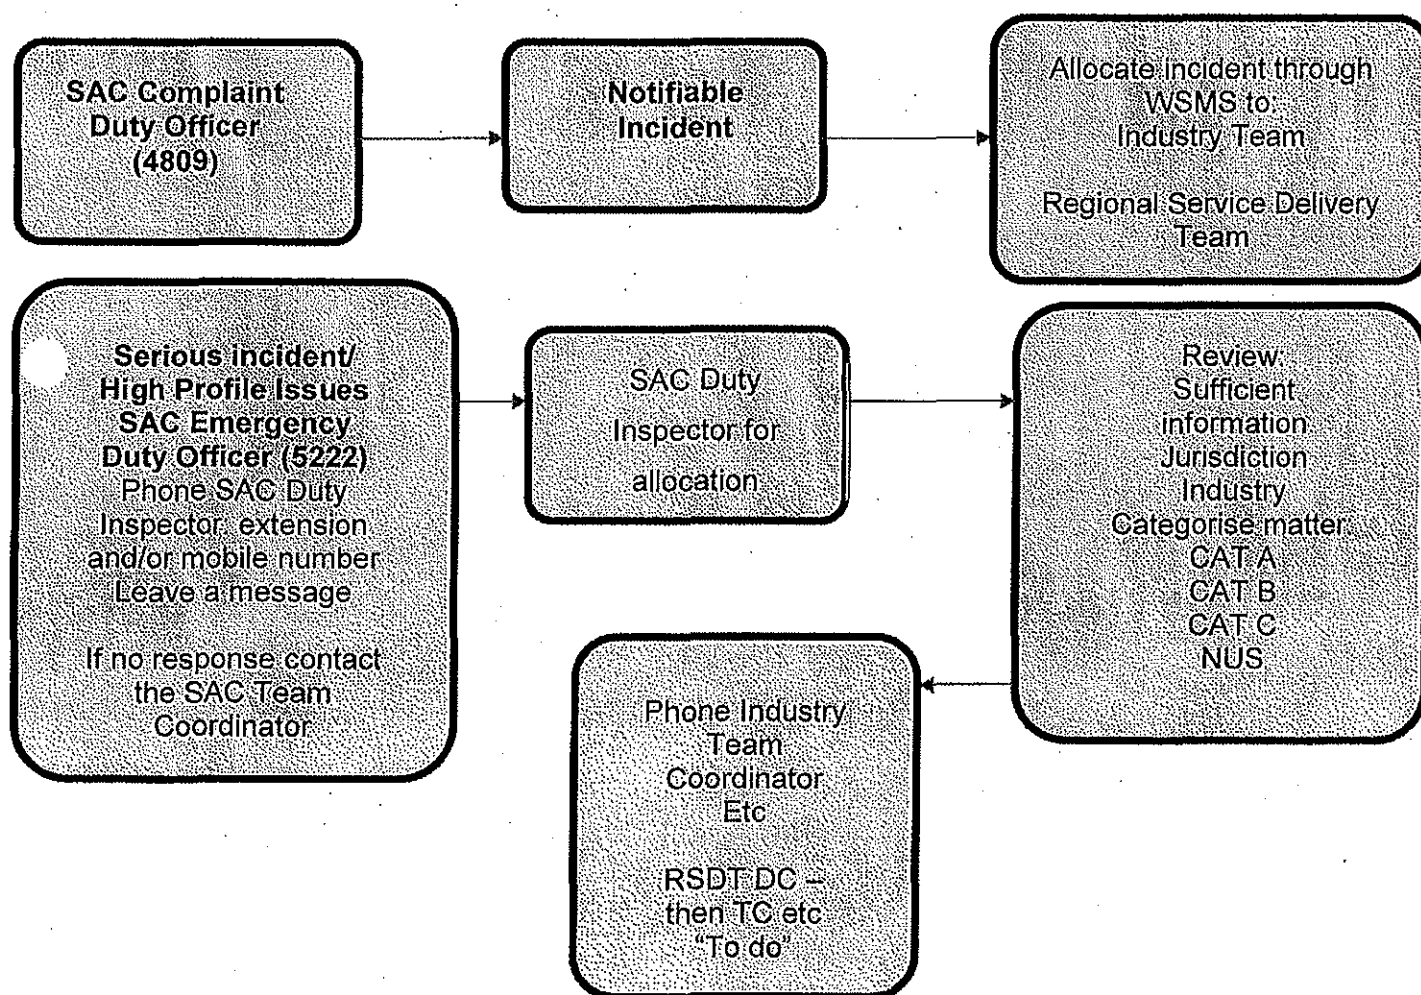 SAC Complaint
Duty Officer
(4809)
Notifiable
Incident
Allocate incident through
WSMS to:
Industry Team
Regional Service Delivery
Team
Serious incident/
High Profile Issues
SAC Emergency
Duty Officer (5222)
Phone SAC Duty
Inspector: extension
and/or mobile number
Leave a message
If no response contact
the SAC Team
Coordinator
SAC Duty
Inspector for
allocation
Review:
Sufficient
information
Jurisdiction
Industry
Categorise matter:
CAT A
CAT B
CAT C
NUS
Phone Industry
Team
Coordinator
Etc
RSDT DC –
then TC etc
"To do"